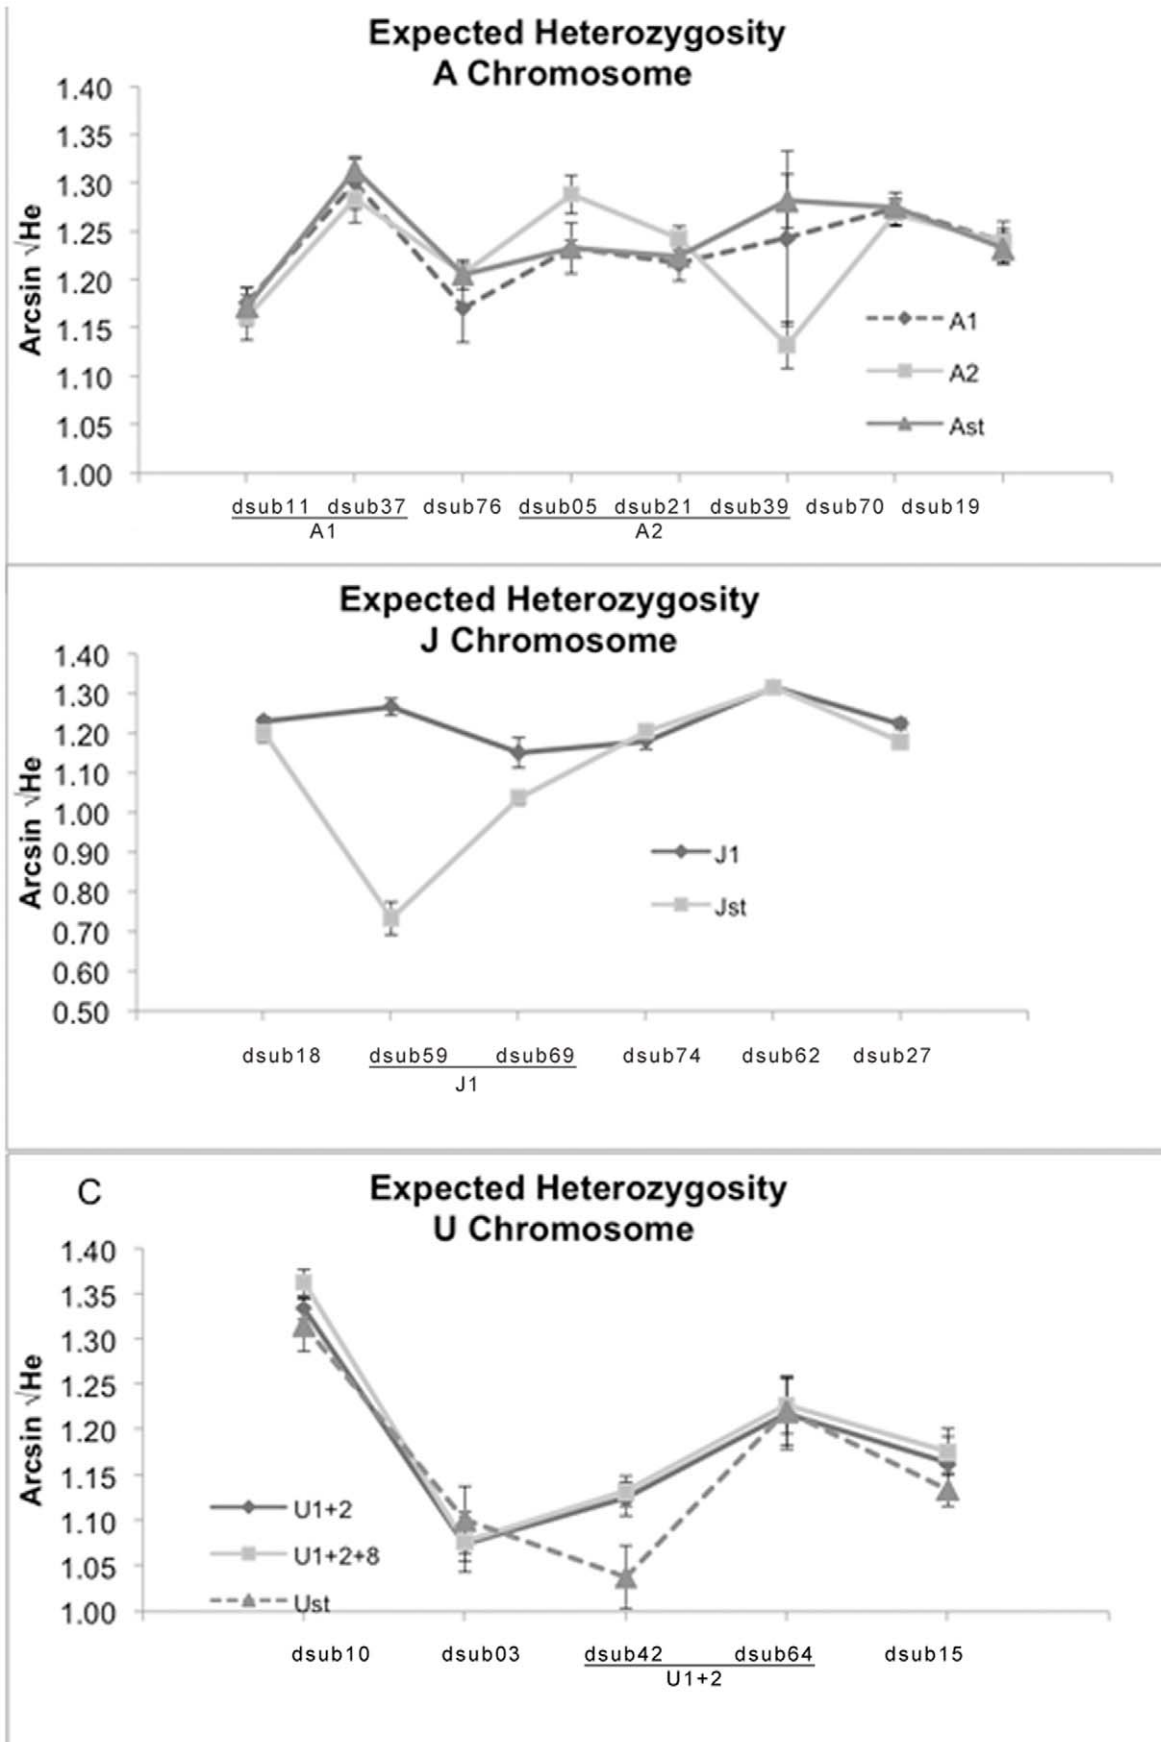 Expected Heterozygosity
A Chromosome
Arcsin √He
1.40
1.35
1.30
1.25
1.20
1.15
1.10
1.05
1.00
A1
A2
Ast
dsub11 dsub37 dsub76 dsub05 dsub21 dsub39 dsub70 dsub19
A1 A2
Expected Heterozygosity
J Chromosome
Arcsin √He
1.40
1.30
1.20
1.10
1.00
0.90
0.80
0.70
0.60
0.50
J1
Jst
dsub18 dsub59 dsub69 dsub74 dsub62 dsub27
J1
C
Expected Heterozygosity
U Chromosome
Arcsin √He
1.40
1.35
1.30
1.25
1.20
1.15
1.10
1.05
1.00
U1+2
U1+2+8
Ust
dsub10 dsub03 dsub42 dsub64 dsub15
U1+2